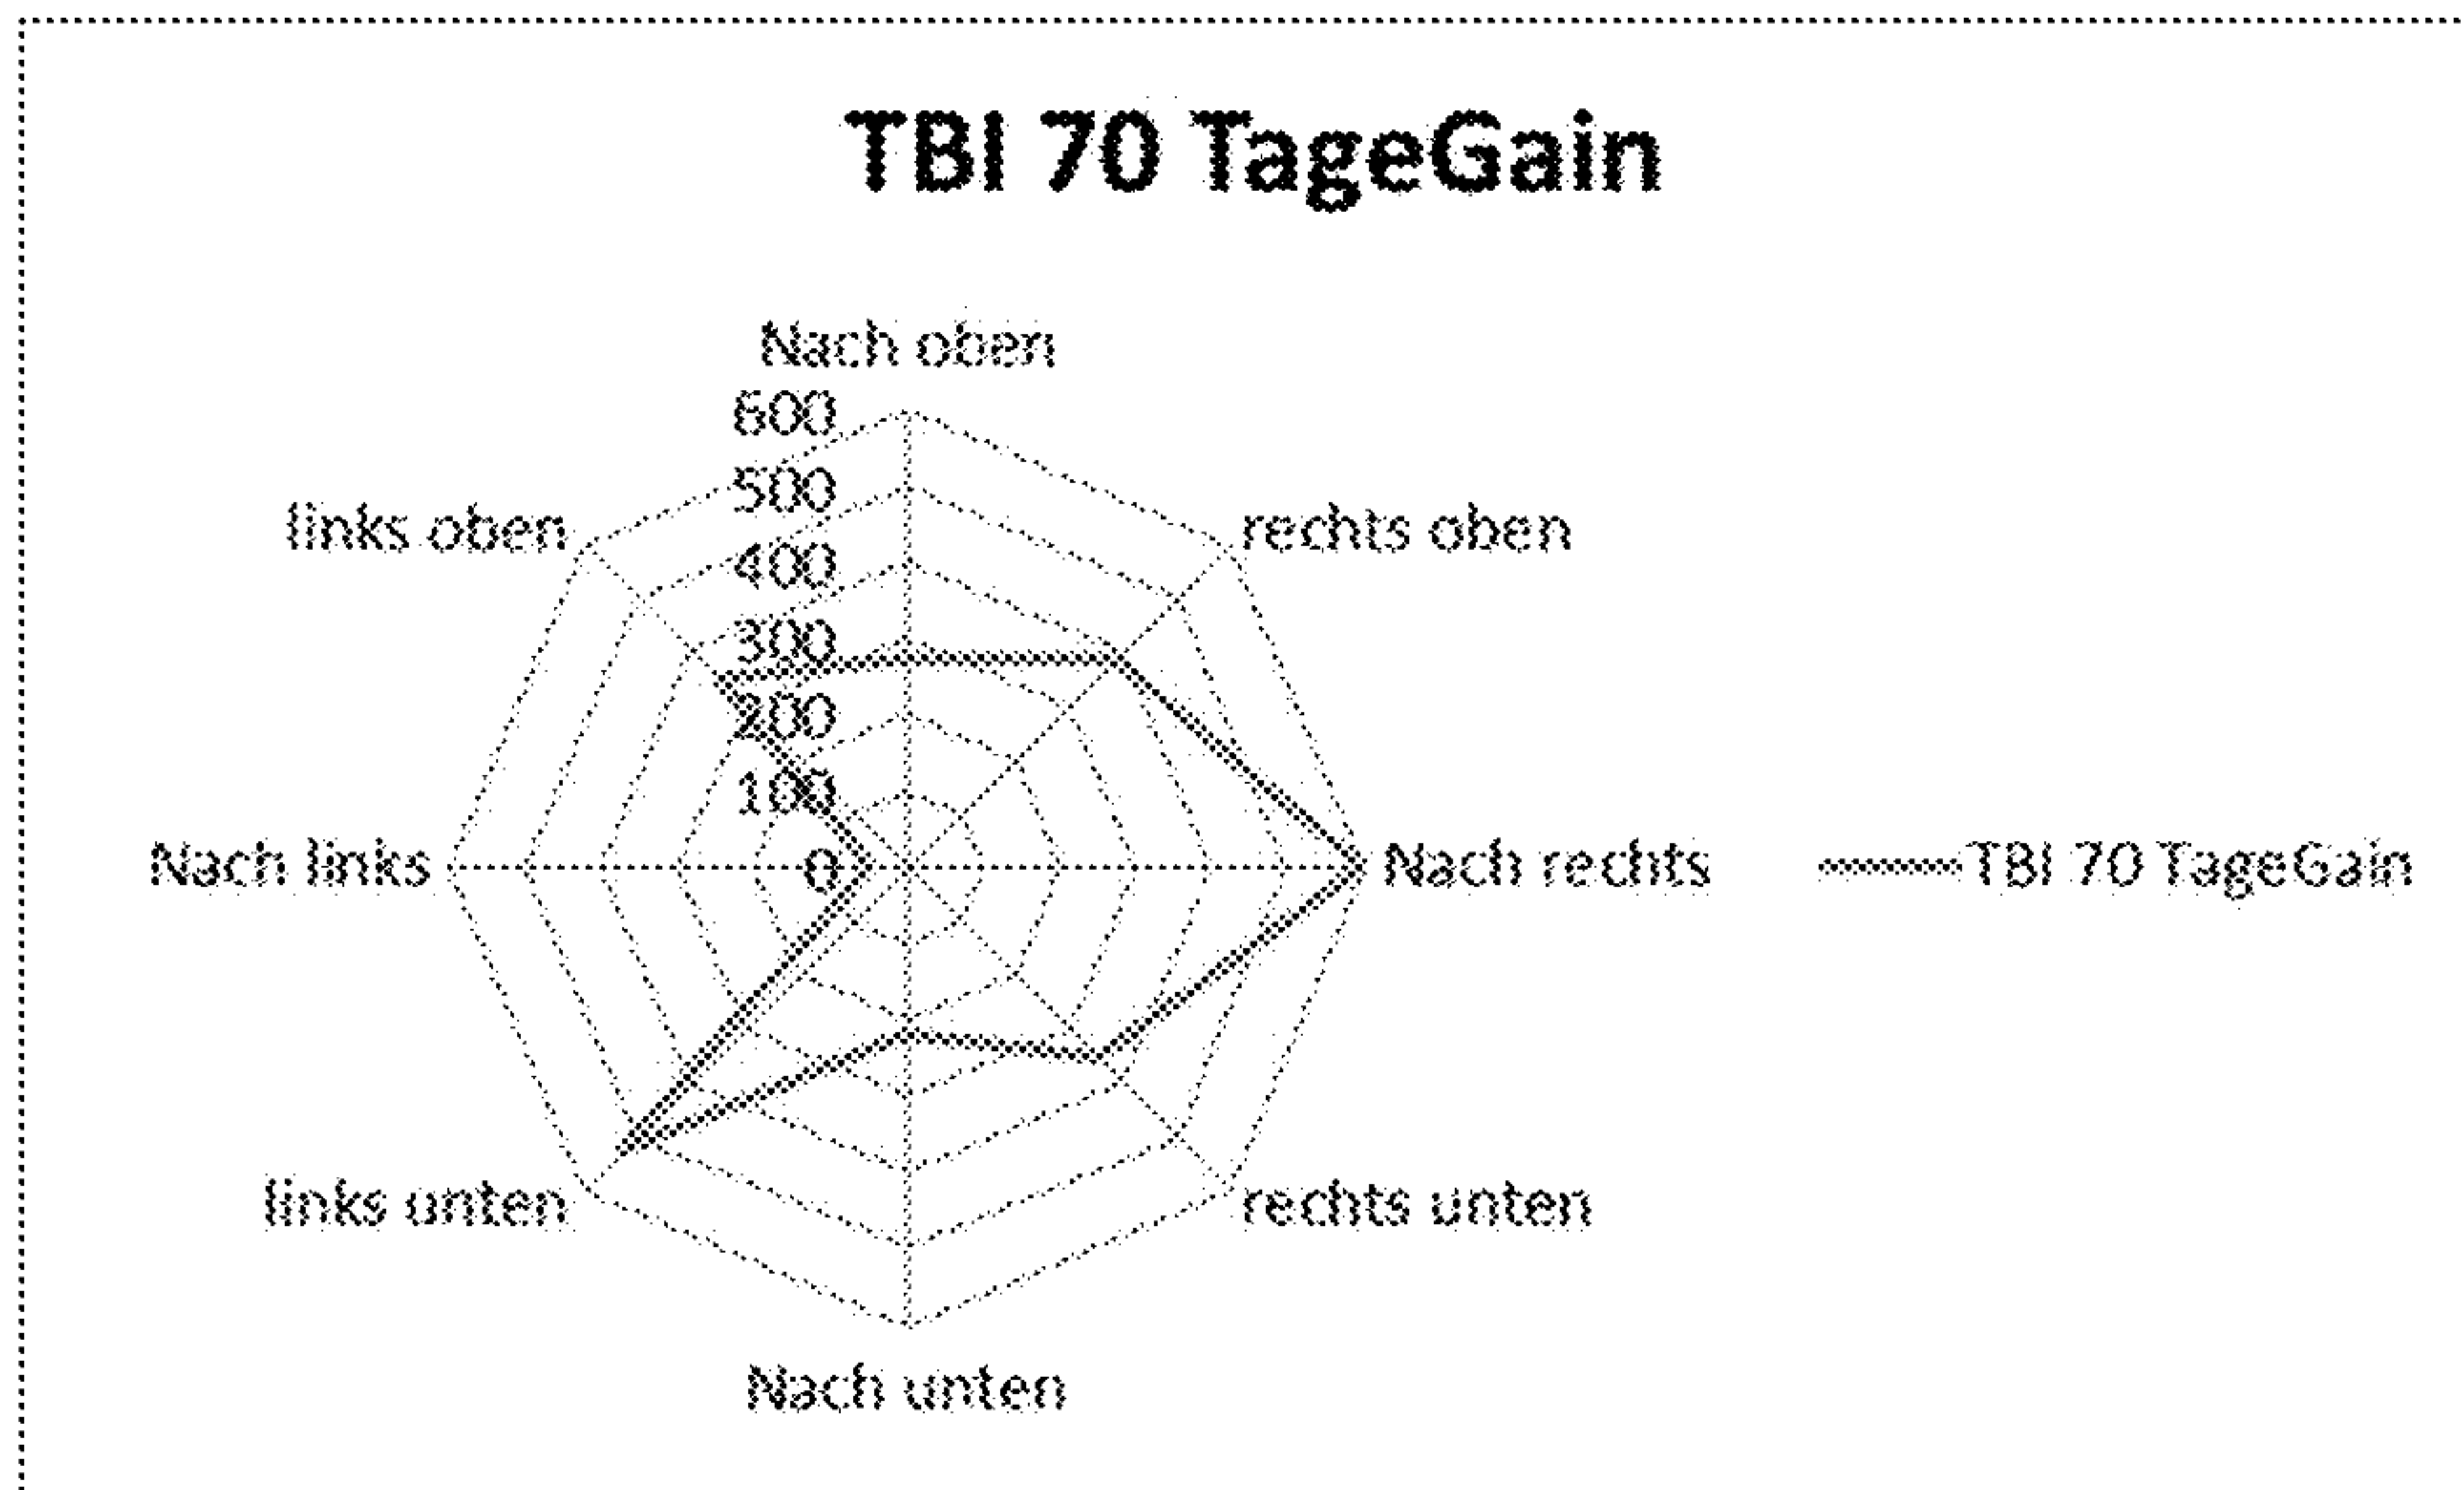 TBI 70 TageGain
Nach oben
600
500
links oben
rechts oben
400
300
200
100
Nach links
0
Nach rechts
TBI 70 TageGain
links unten
rechts unten
Nach unten